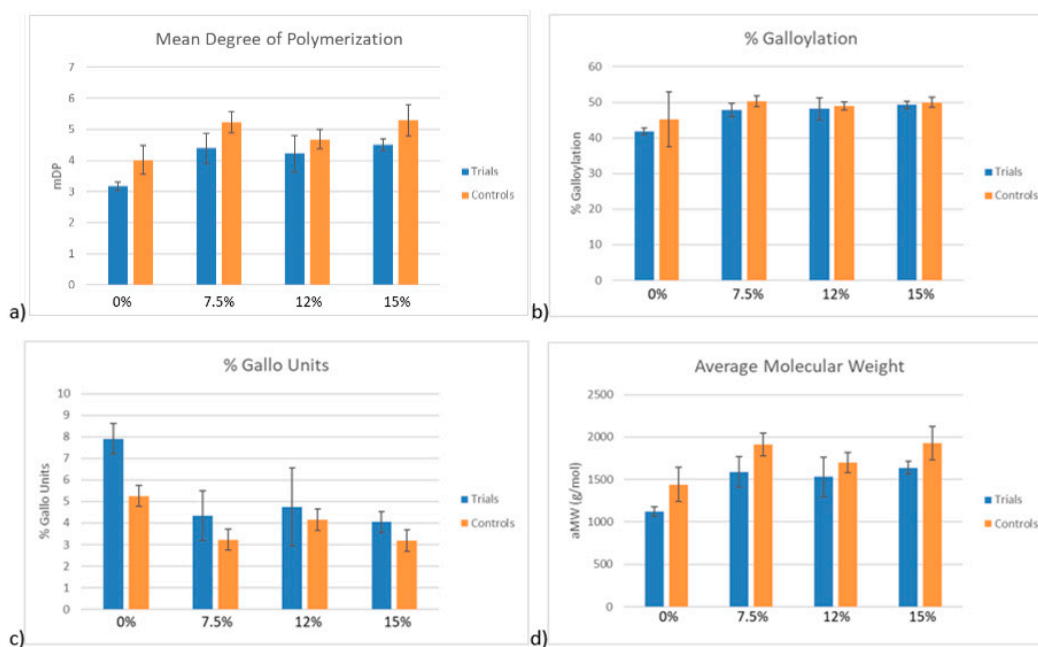 Mean Degree of Polymerization
7
6
5
4
3
2
1
0
mDP
0% 7.5% 12% 15%
Trials
Controls
a)
% Galloylation
60
50
40
30
20
10
0
% Galloylation
0% 7.5% 12% 15%
Trials
Controls
b)
% Gallo Units
10
9
8
7
6
5
4
3
2
1
0
% Gallo Units
0% 7.5% 12% 15%
Trials
Controls
c)
Average Molecular Weight
2500
2000
1500
1000
500
0
aMW (g/mol)
0% 7.5% 12% 15%
Trials
Controls
d)